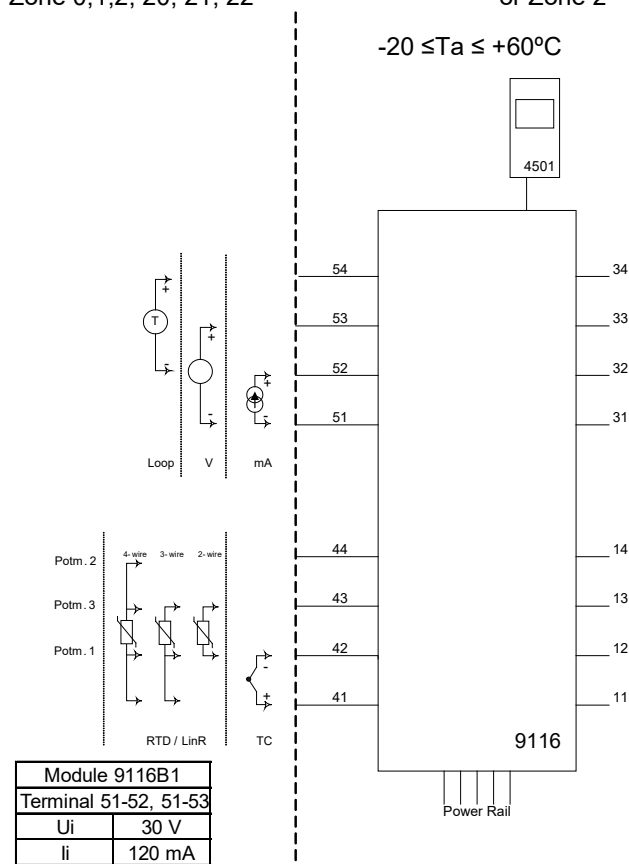 Zone 0,1,2, 20, 21, 22
or Zone 2
-20 ≤Ta ≤ +60ºC
4501
54
34
+
T
53
33
+
-
52
32
+
51
31
-
-
Loop
V
mA
44
14
Potm. 2
4-wire
3-wire
2-wire
Potm. 3
43
13
Potm. 1
42
12
-
+
41
11
RTD / LinR
TC
9116
Module 9116B1
Terminal 51-52, 51-53
Ui 30 V
Ii 120 mA
Power Rail